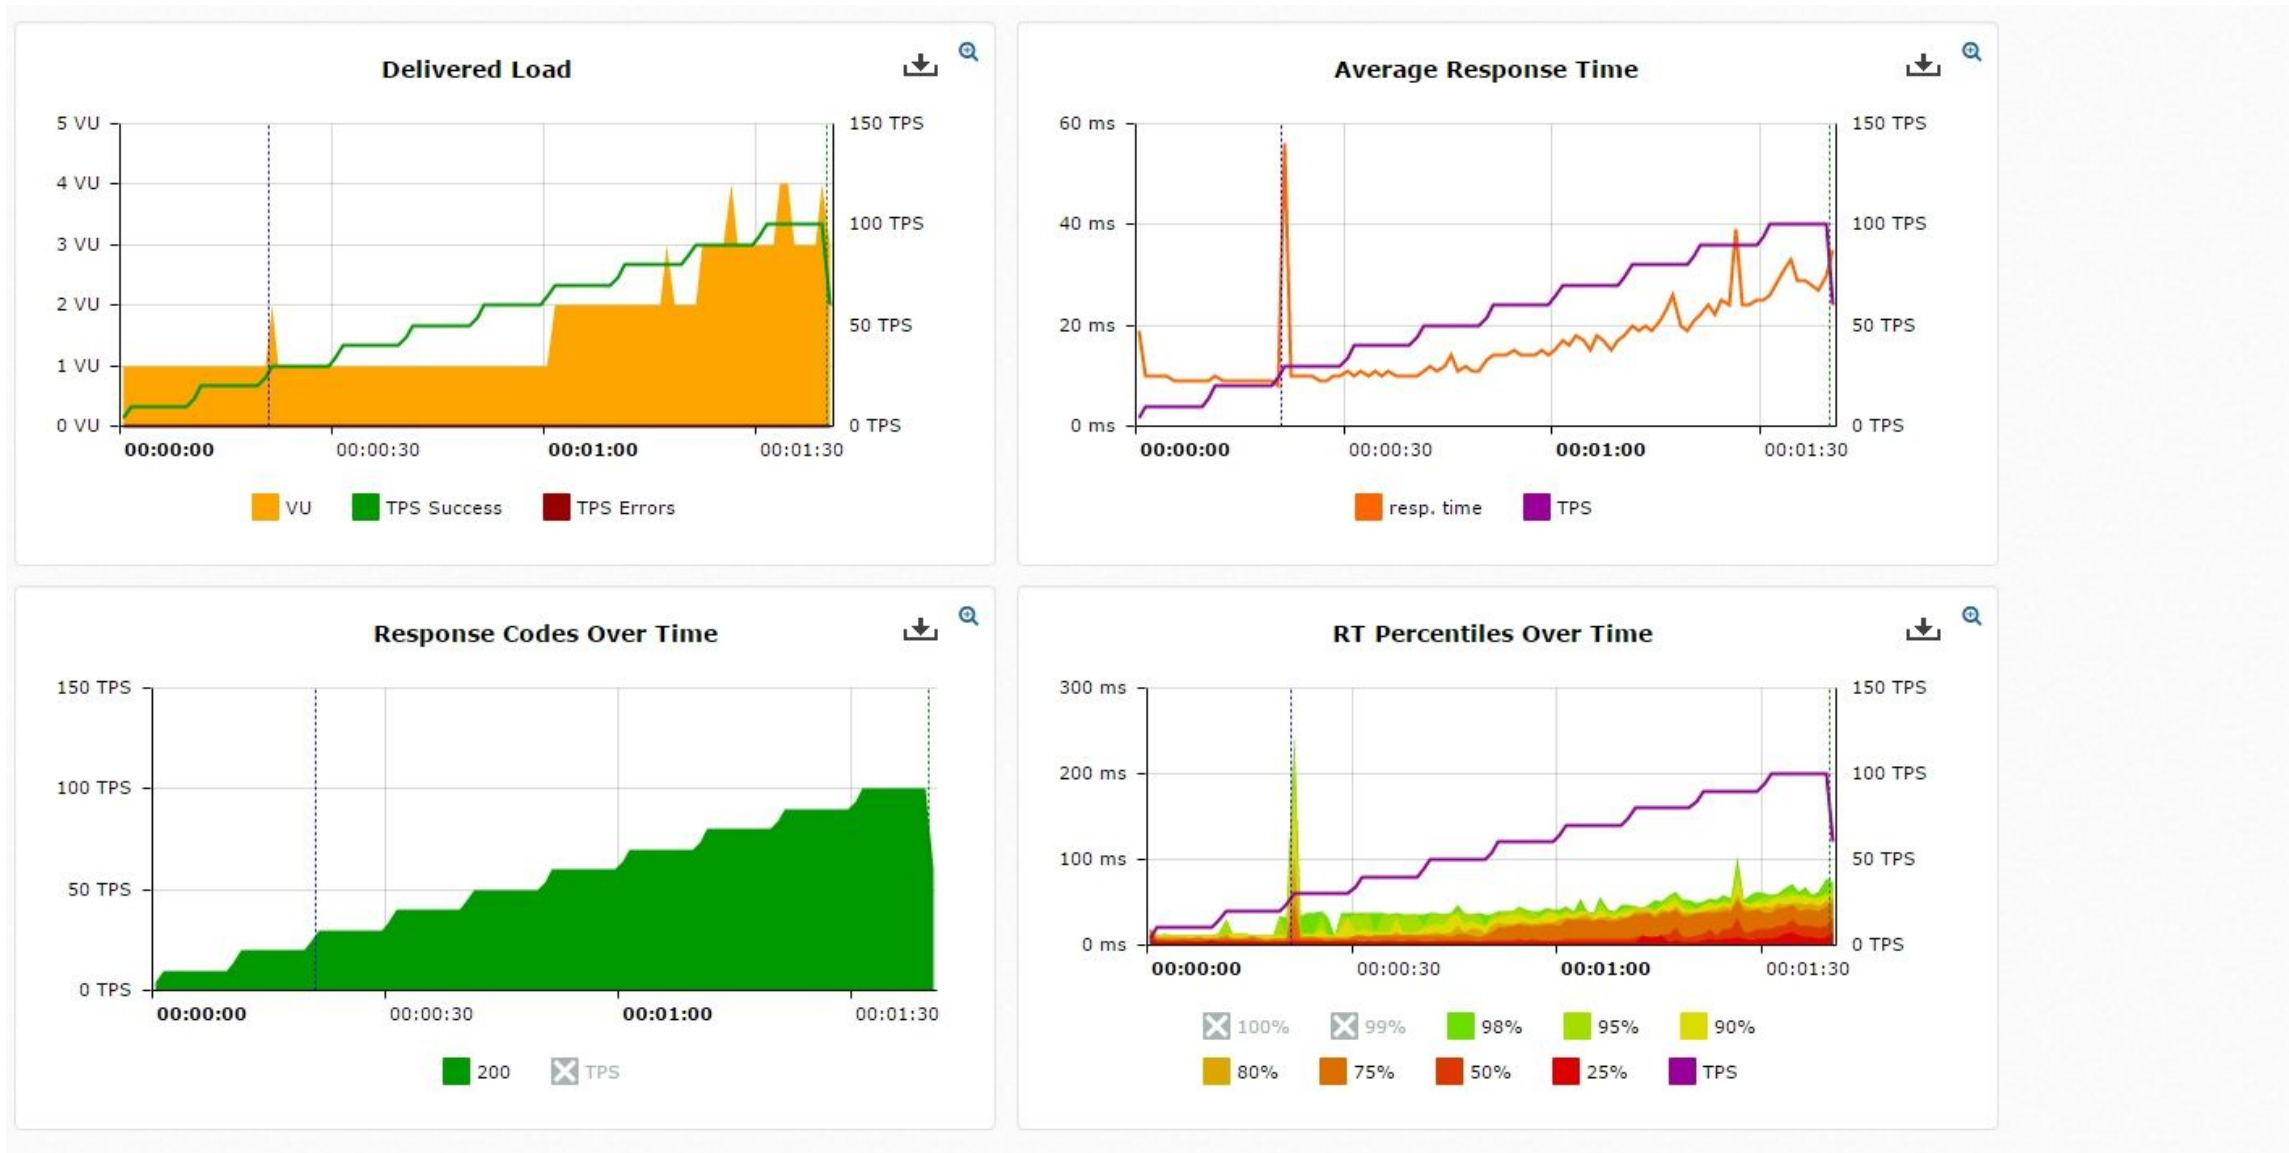 Delivered Load
5 VU
4 VU
3 VU
2 VU
1 VU
0 VU
150 TPS
100 TPS
50 TPS
0 TPS
00:00:00 00:00:30 00:01:00 00:01:30
VU TPS Success TPS Errors
Average Response Time
60 ms
40 ms
20 ms
0 ms
150 TPS
100 TPS
50 TPS
0 TPS
00:00:00 00:00:30 00:01:00 00:01:30
resp. time TPS
Response Codes Over Time
150 TPS
100 TPS
50 TPS
0 TPS
00:00:00 00:00:30 00:01:00 00:01:30
200 TPS
RT Percentiles Over Time
300 ms
200 ms
100 ms
0 ms
150 TPS
100 TPS
50 TPS
0 TPS
00:00:00 00:00:30 00:01:00 00:01:30
100% 99% 98% 95% 90%
80% 75% 50% 25% TPS